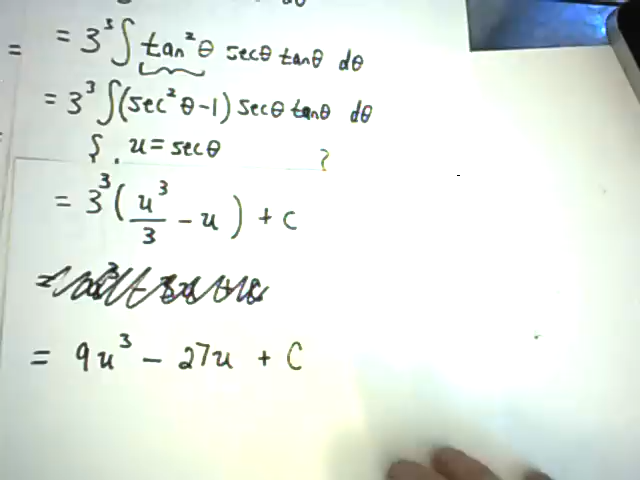 = = 3³ ∫ tan²θ secθ tanθ dθ
= 3³ ∫(sec²θ-1) secθ tanθ dθ
u = secθ ?
= 3³ ( u³/3 - u ) + C
= 9u³ - 27u + C